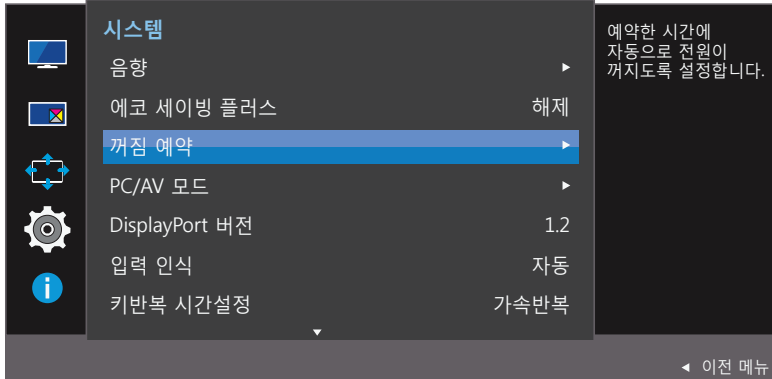 시스템
음향
에코 세이빙 플러스 해제
꺼짐 예약
PC/AV 모드
DisplayPort 버전 1.2
입력 인식 자동
키반복 시간설정 가속반복
예약한 시간에
자동으로 전원이
꺼지도록 설정합니다.
이전 메뉴